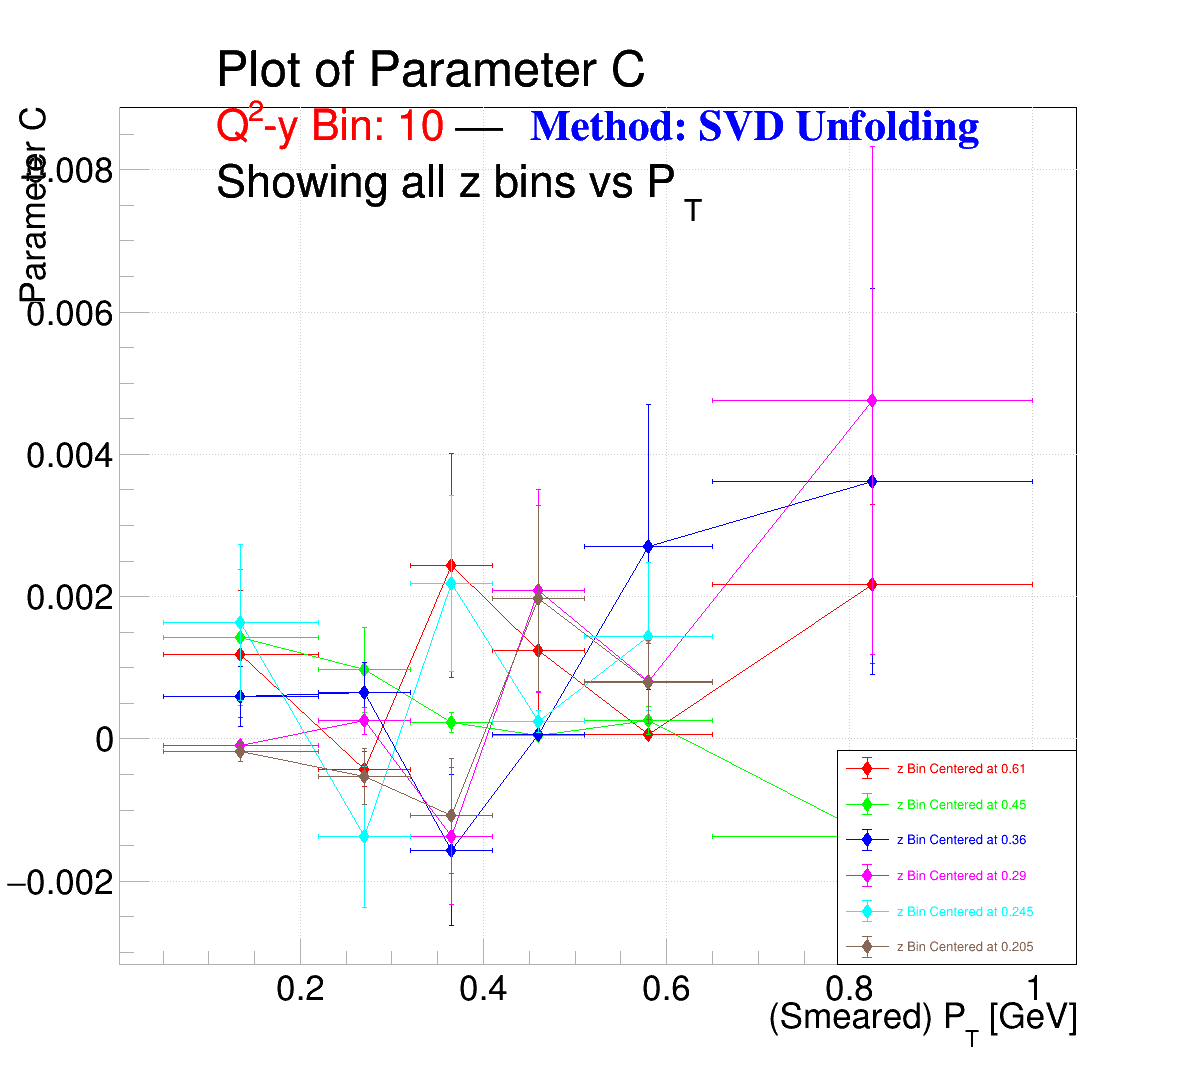 Plot of Parameter C
Q²-y Bin: 10 — Method: SVD Unfolding
Showing all z bins vs P_T
Parameter C
0.008
0.006
0.004
0.002
0
−0.002
z Bin Centered at 0.61
z Bin Centered at 0.45
z Bin Centered at 0.36
z Bin Centered at 0.29
z Bin Centered at 0.245
z Bin Centered at 0.205
0.2 0.4 0.6 0.8 1
(Smeared) P_T [GeV]